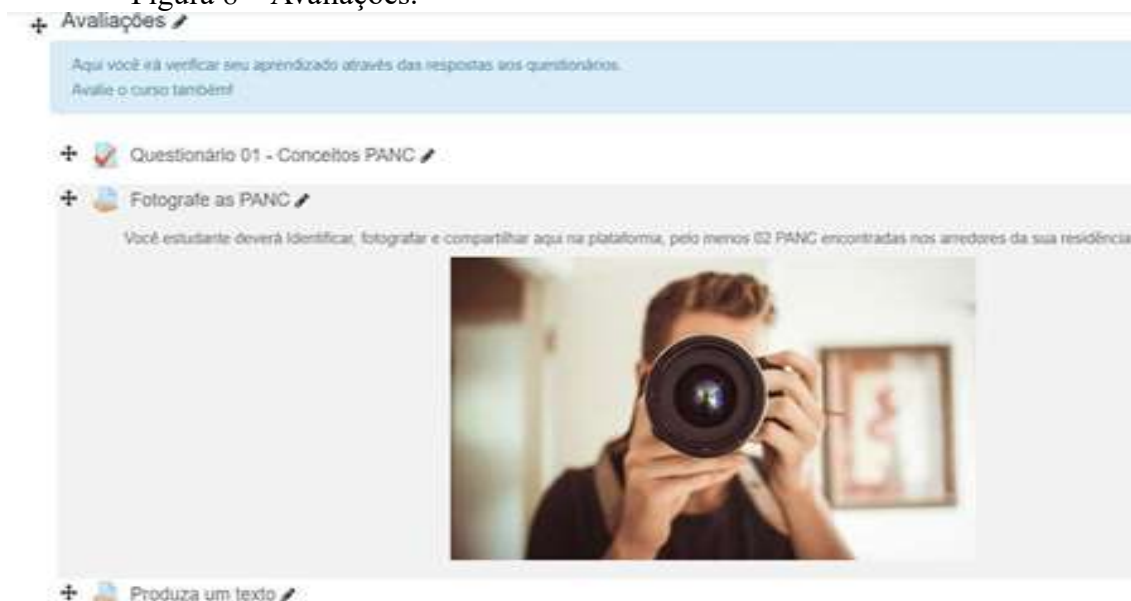 Figura 8 – Avaliações.
Avaliações
Aqui você irá verificar seu aprendizado através das respostas aos questionários.
Avalie o curso também!
Questionário 01 - Conceitos PANC
Fotografe as PANC
Você estudante deverá Identificar, fotografar e compartilhar aqui na plataforma, pelo menos 02 PANC encontradas nos arredores da sua residência
Produza um texto